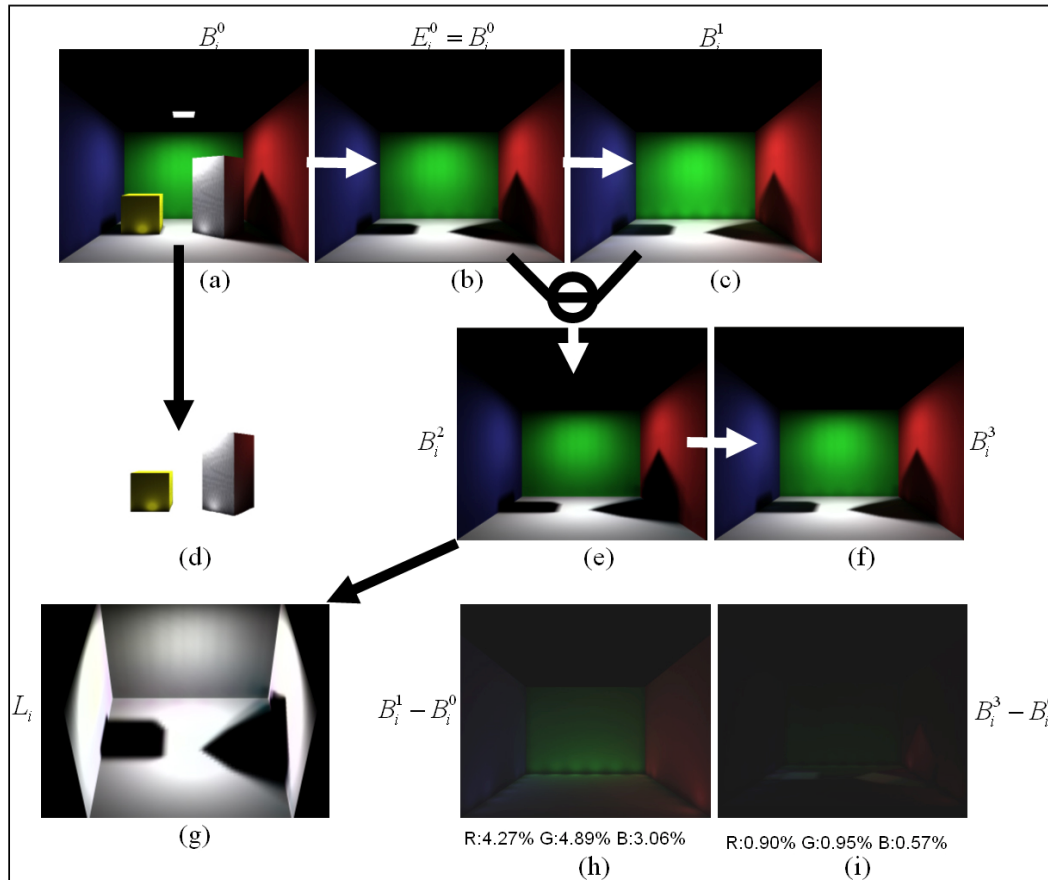 B_i^0 E_i^0 = B_i^0 B_i^1
(a) (b) (c)
B_i^2 B_i^3
(d) (e) (f)
L_i B_i^1 − B_i^0 B_i^3 − B_i
R:4.27% G:4.89% B:3.06% R:0.90% G:0.95% B:0.57%
(g) (h) (i)